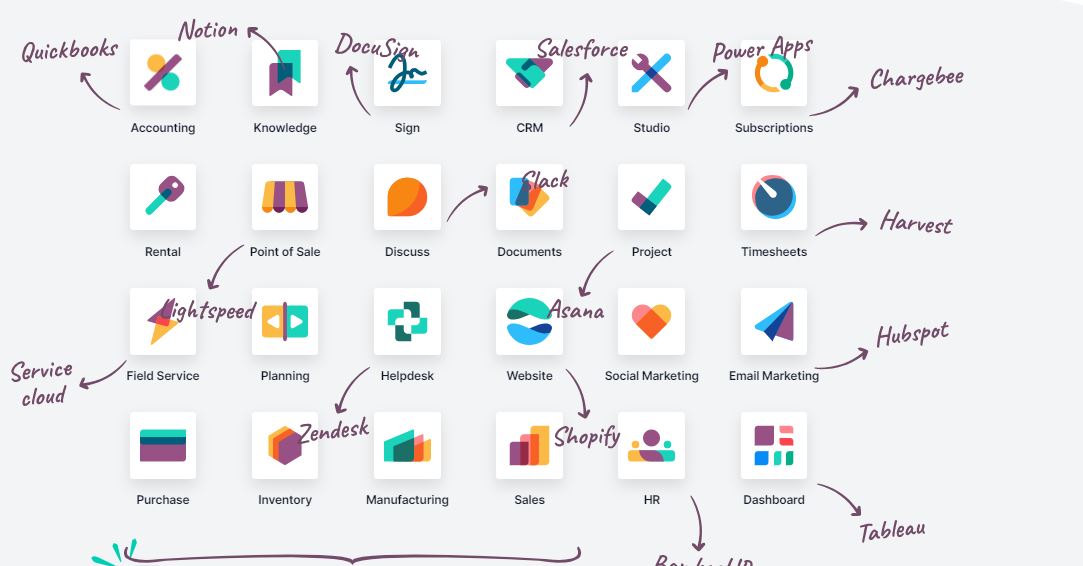 Quickbooks
Notion
DocuSign
Salesforce
Power Apps
Chargebee
Accounting
Knowledge
Sign
CRM
Studio
Subscriptions
Slack
Harvest
Rental
Point of Sale
Discuss
Documents
Project
Timesheets
Lightspeed
Asana
Hubspot
Service
cloud
Field Service
Planning
Helpdesk
Website
Social Marketing
Email Marketing
Zendesk
Shopify
Purchase
Inventory
Manufacturing
Sales
HR
Dashboard
Tableau